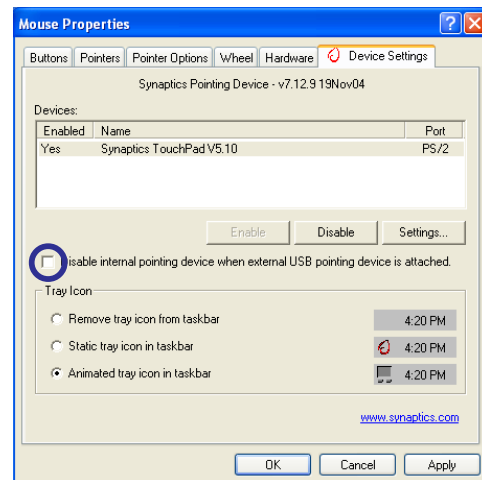 Mouse Properties
Buttons Pointers Pointer Options Wheel Hardware Device Settings
Synaptics Pointing Device - v7.12.9 19Nov04
Devices:
Enabled Name Port
Yes Synaptics TouchPad V5.10 PS/2
Enable Disable Settings...
isable internal pointing device when external USB pointing device is attached.
Tray Icon
Remove tray icon from taskbar 4:20 PM
Static tray icon in taskbar 4:20 PM
Animated tray icon in taskbar 4:20 PM
www.synaptics.com
OK Cancel Apply